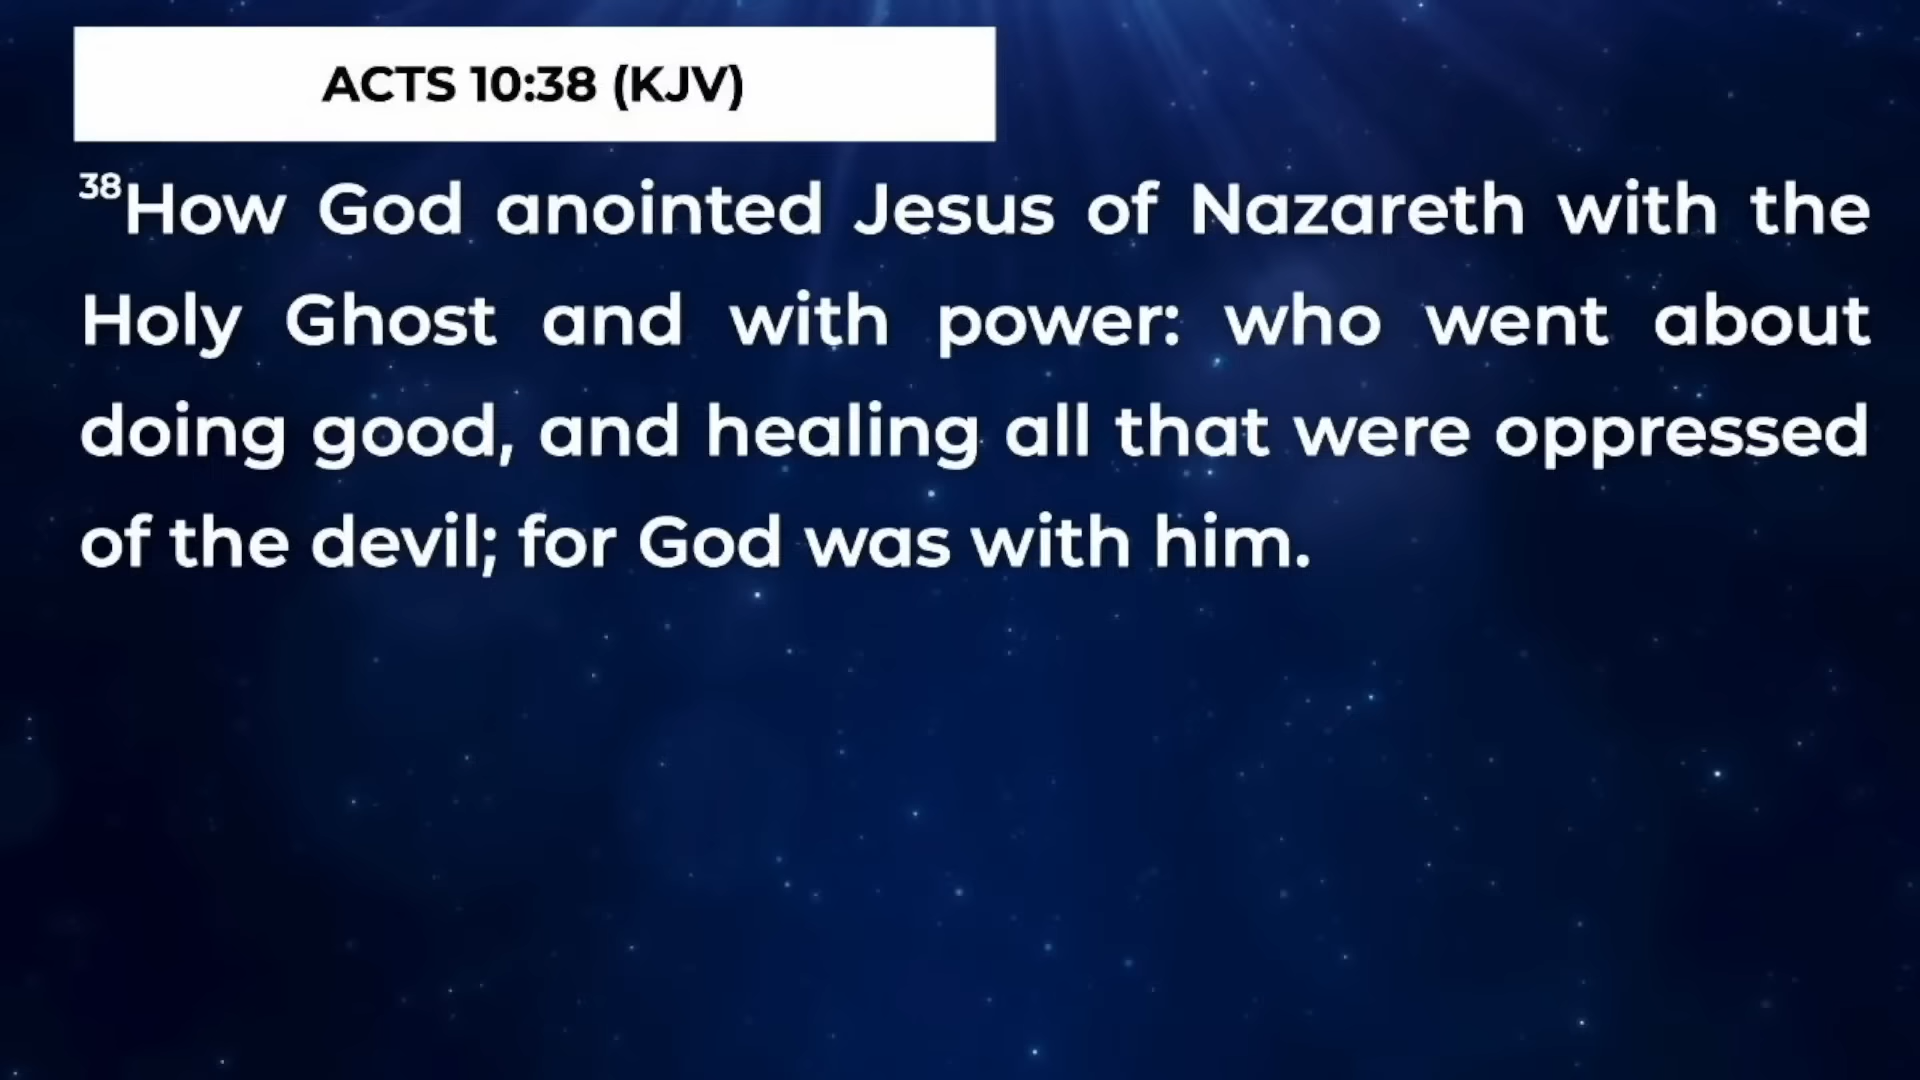 ACTS 10:38 (KJV)
38How God anointed Jesus of Nazareth with the
Holy Ghost and with power: who went about
doing good, and healing all that were oppressed
of the devil; for God was with him.